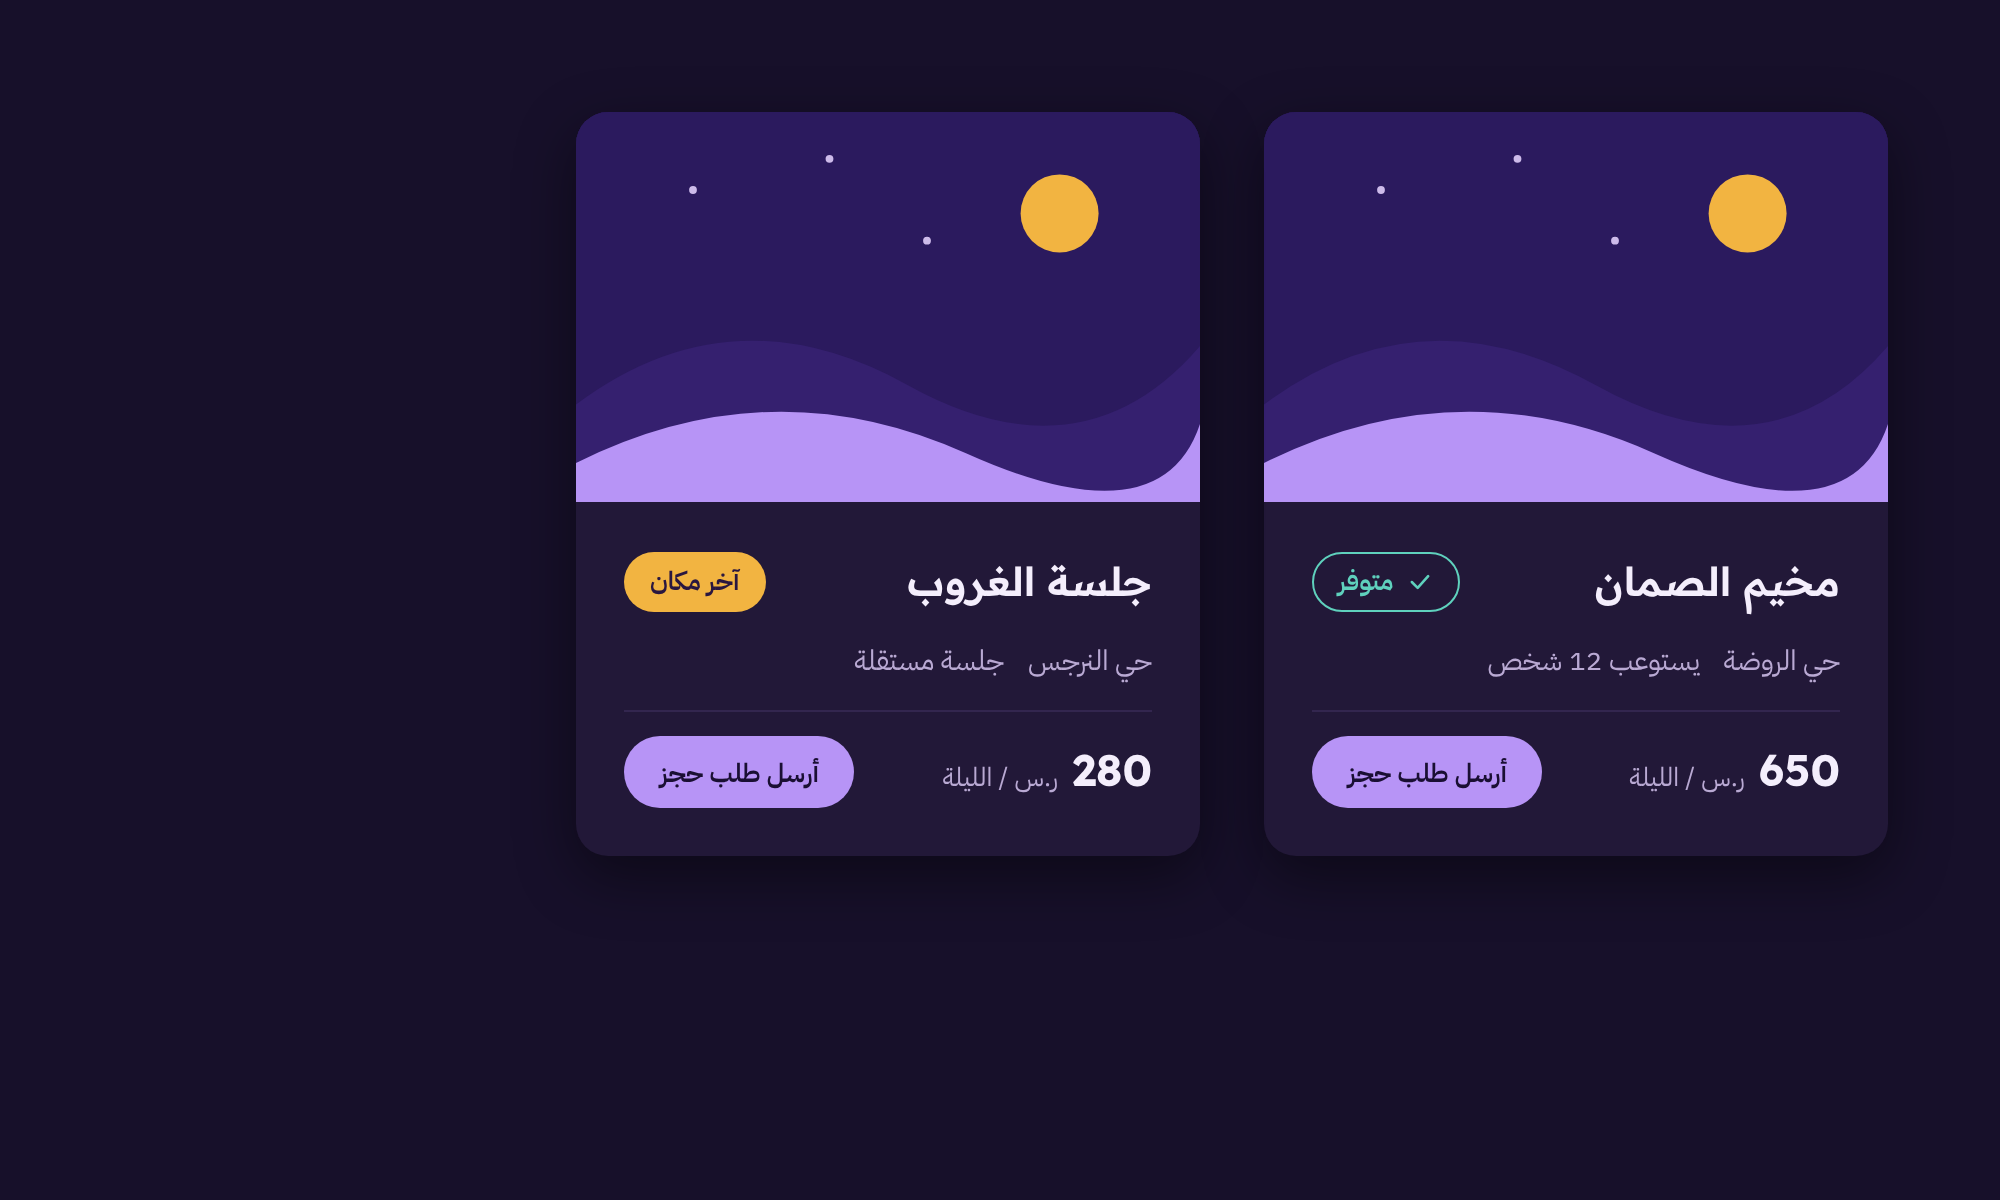 مخيم الصمان
متوفر
حي الروضة يستوعب 12 شخص
650 ر.س / الليلة
أرسل طلب حجز
جلسة الغروب
آخر مكان
حي النرجس جلسة مستقلة
280 ر.س / الليلة
أرسل طلب حجز